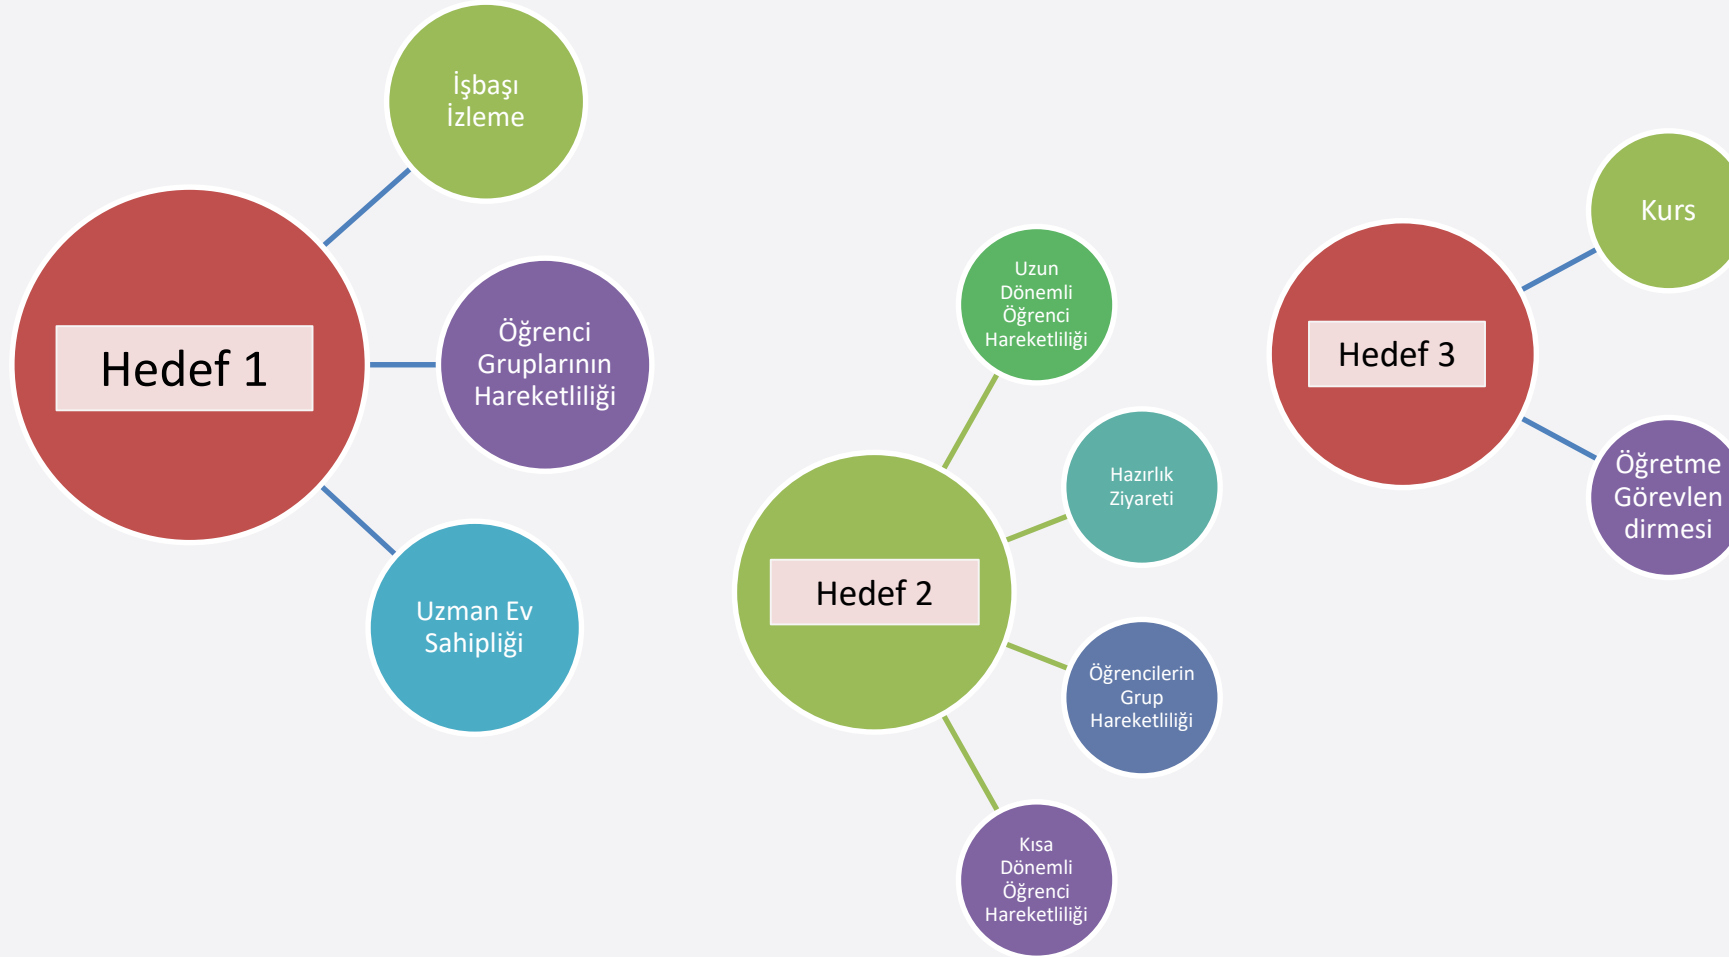 İşbaşı
İzleme
Hedef 1
Öğrenci
Gruplarının
Hareketliliği
Uzman Ev
Sahipliği
Uzun
Dönemli
Öğrenci
Hareketliliği
Hazırlık
Ziyareti
Hedef 2
Öğrencilerin
Grup
Hareketliliği
Kısa
Dönemli
Öğrenci
Hareketliliği
Kurs
Hedef 3
Öğretme
Görevlen
dirmesi